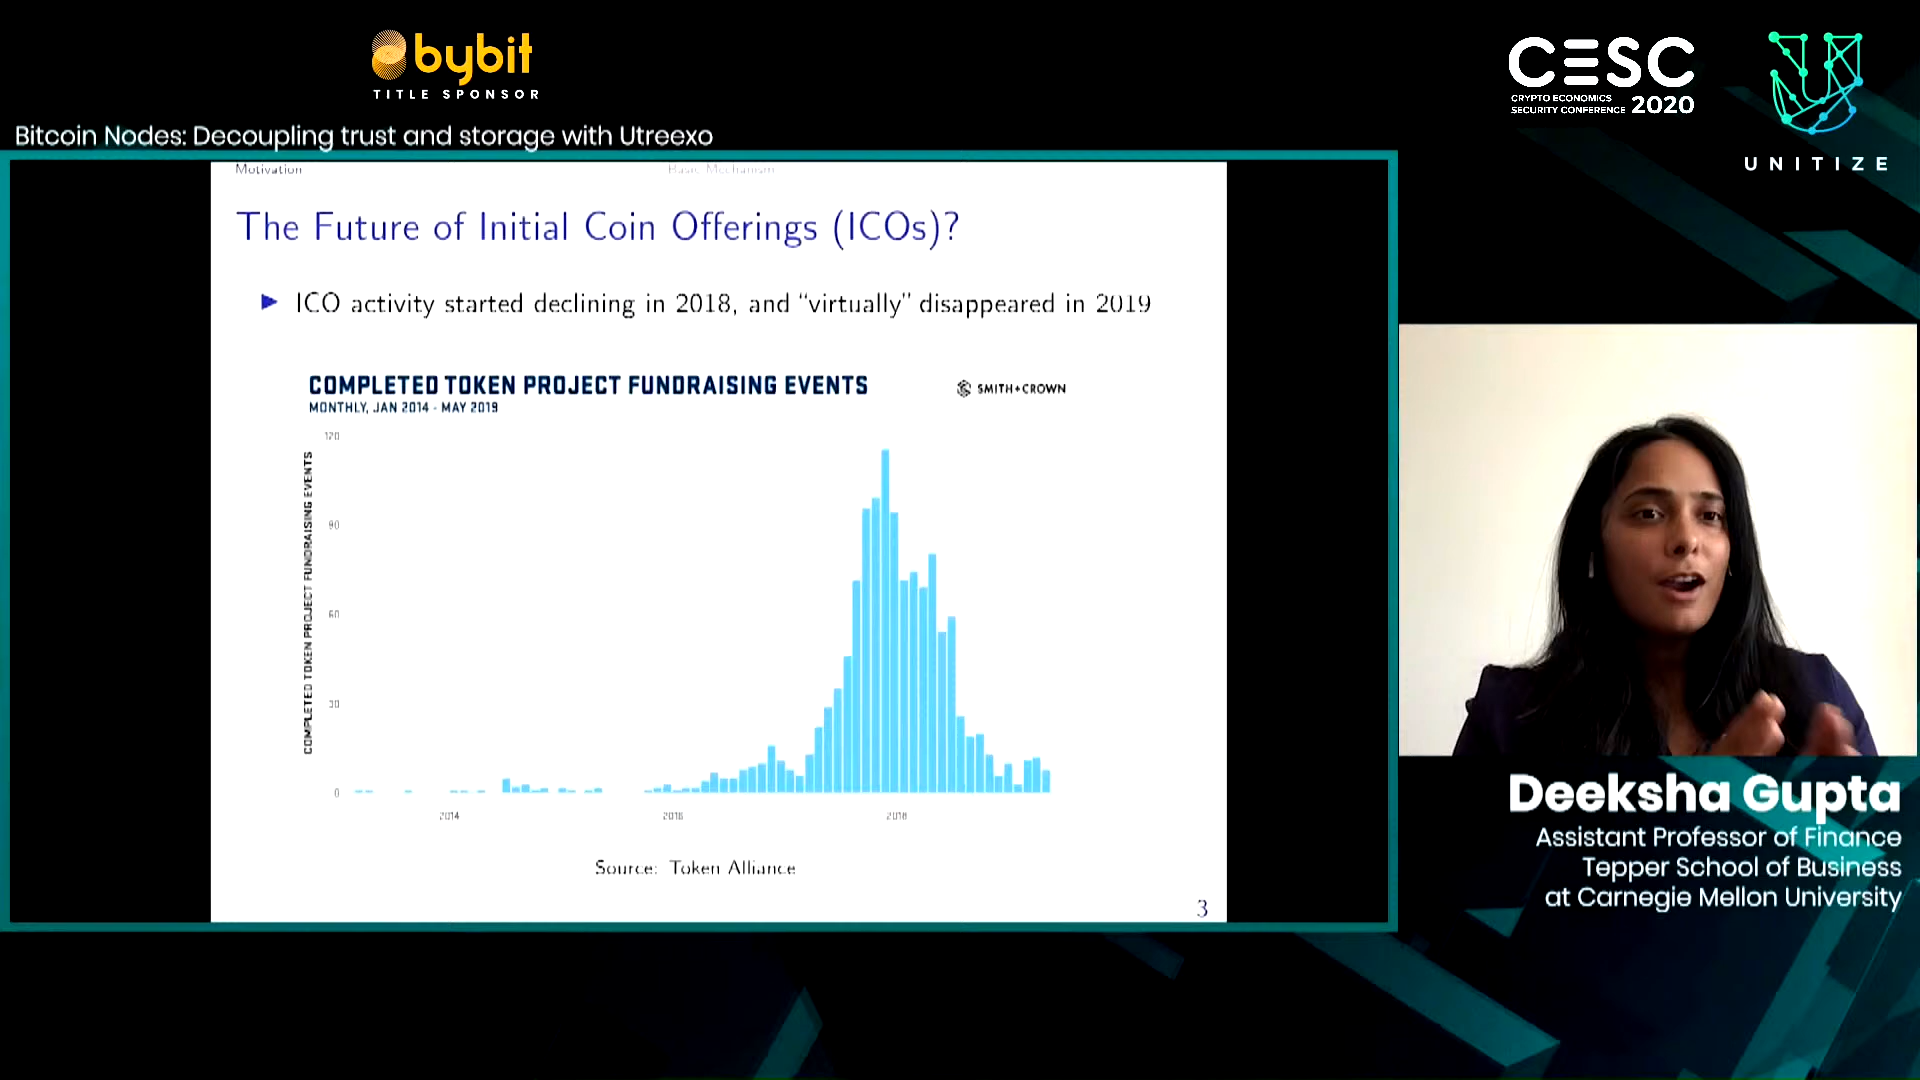 bybit
TITLE SPONSOR
CESC
CRYPTO ECONOMICS
SECURITY CONFERENCE 2020
UNITIZE
Bitcoin Nodes: Decoupling trust and storage with Utreexo
Motivation
Basic Mechanism
The Future of Initial Coin Offerings (ICOs)?
ICO activity started declining in 2018, and “virtually” disappeared in 2019
COMPLETED TOKEN PROJECT FUNDRAISING EVENTS
MONTHLY, JAN 2014 - MAY 2019
SMITH+CROWN
COMPLETED TOKEN PROJECT FUNDRAISING EVENTS
120
90
60
30
0
2014
2016
2018
Source: Token Alliance
3
Deeksha Gupta
Assistant Professor of Finance
Tepper School of Business
at Carnegie Mellon University